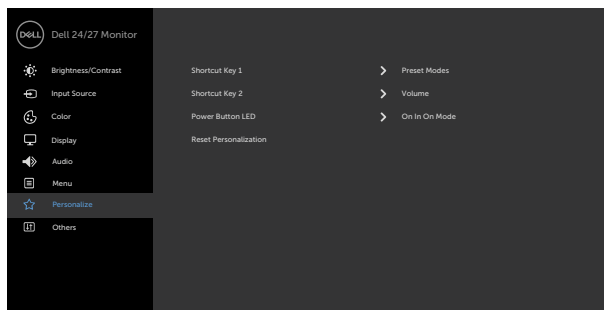 DELL Dell 24/27 Monitor
Brightness/Contrast Shortcut Key 1 Preset Modes
Input Source Shortcut Key 2 Volume
Color Power Button LED On In On Mode
Display Reset Personalization
Audio
Menu
Personalize
Others